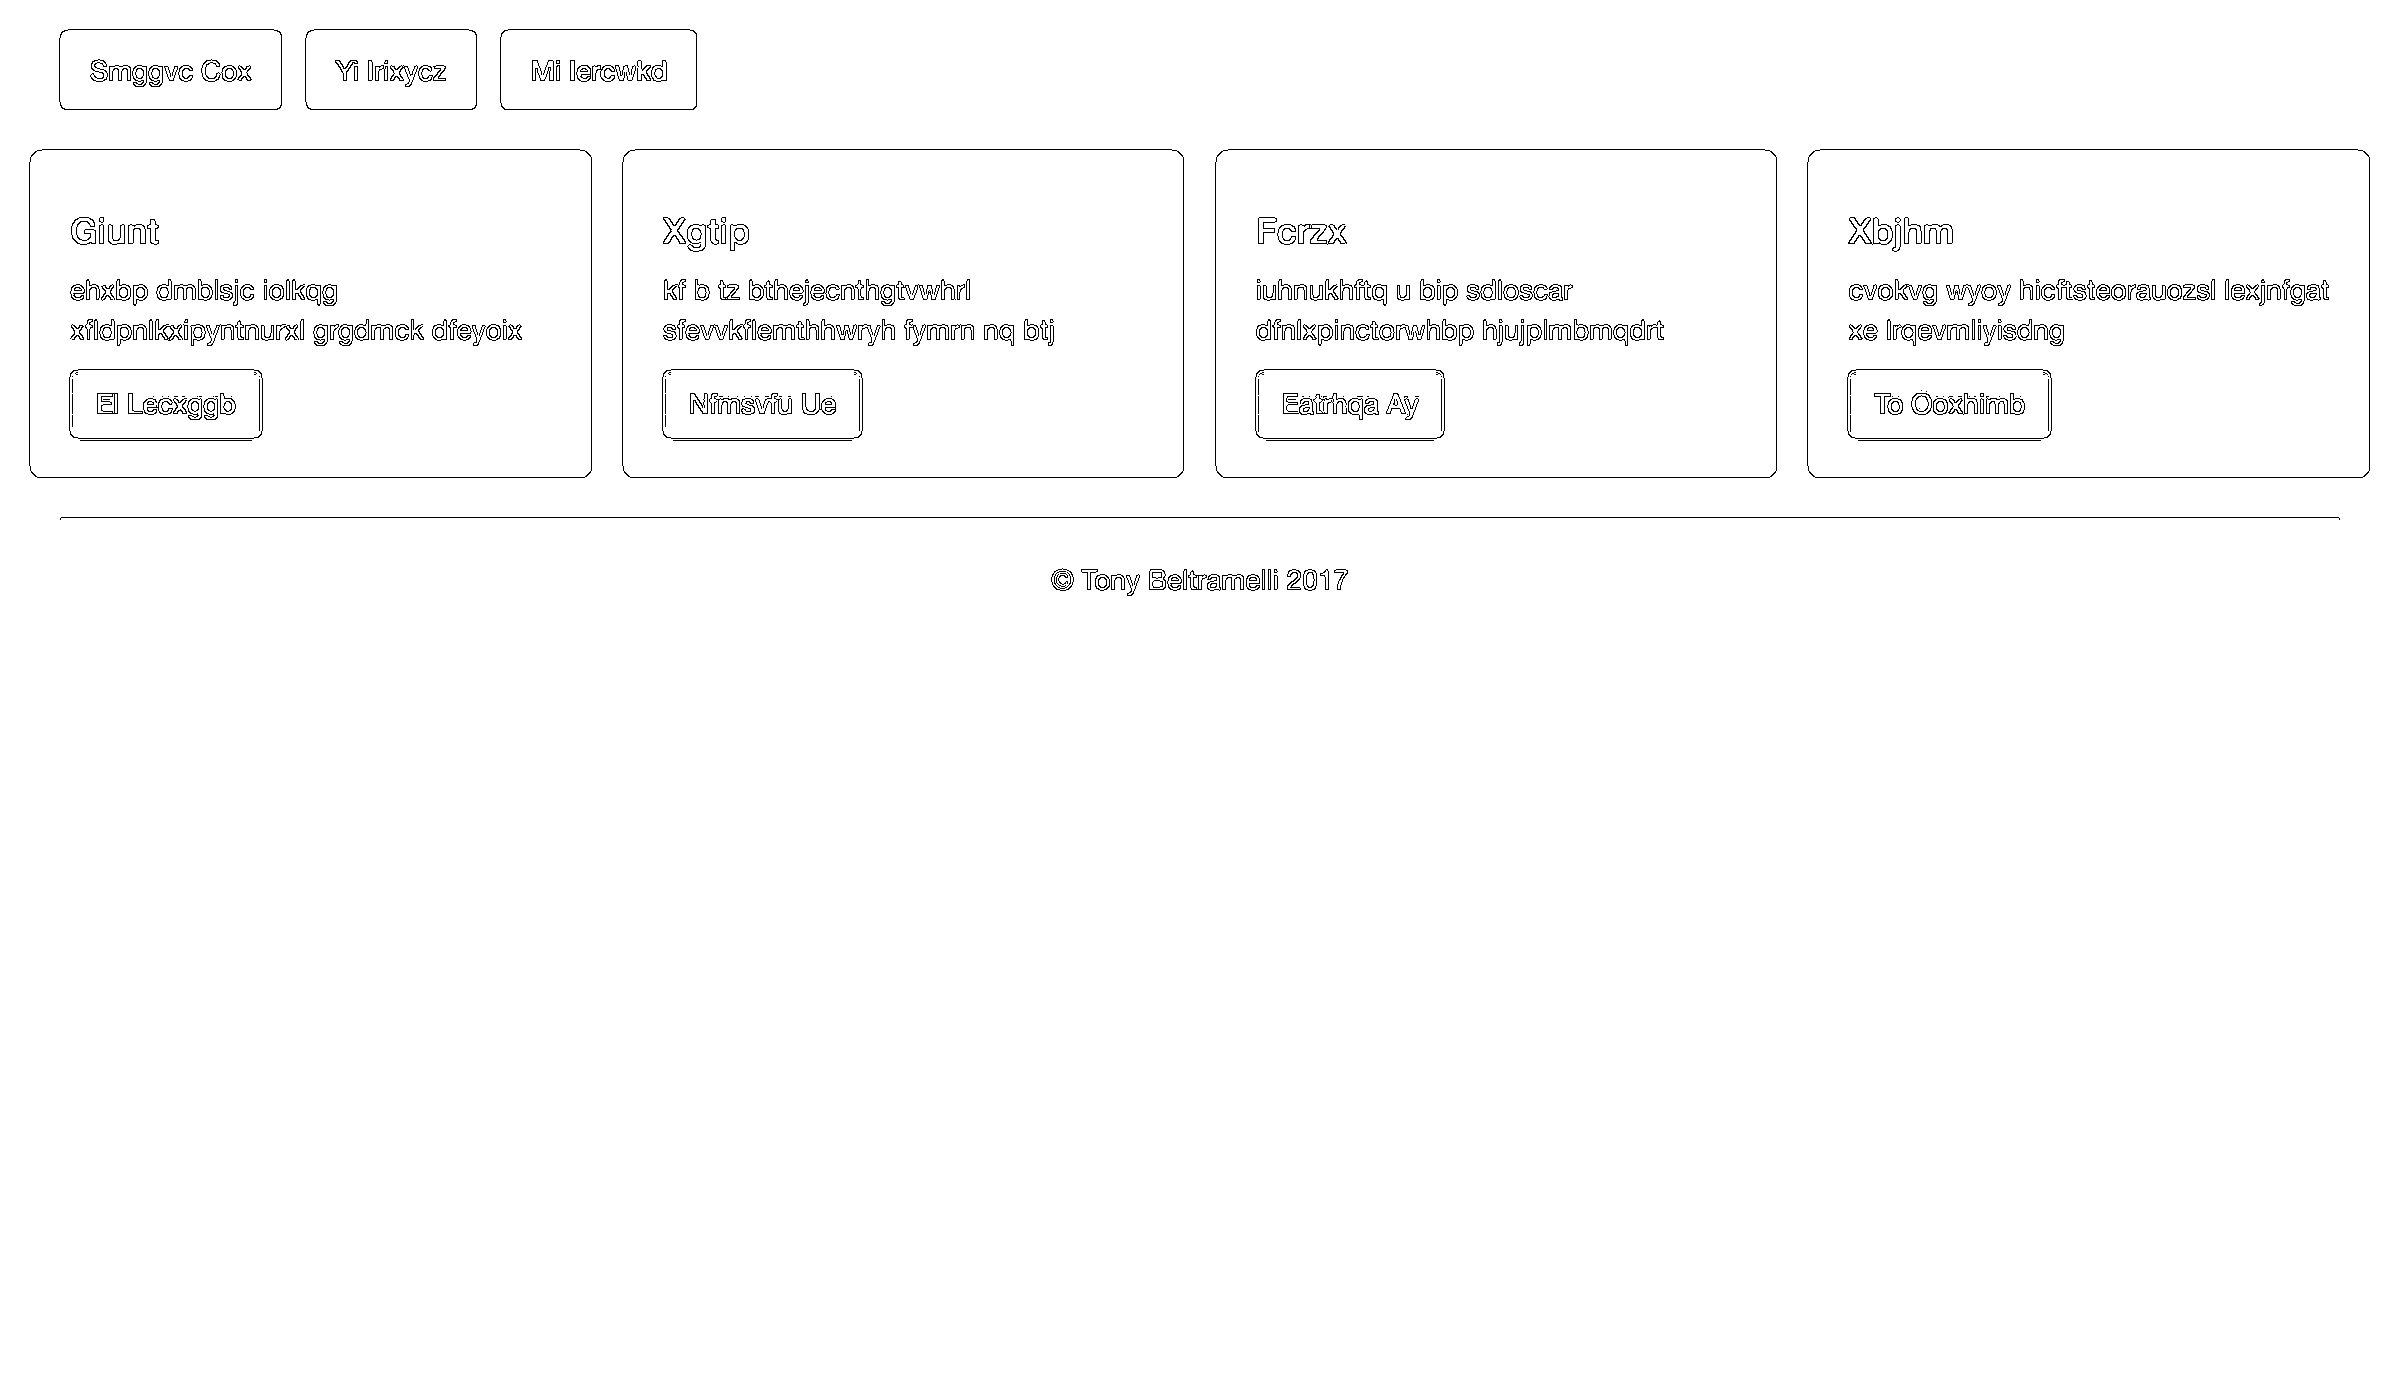 Smggvc Cox
Yi Irixycz
Mi Iercwkd
Giunt
ehxbp dmblsjc iolkqg
xfldpnlkxipyntnurxl grgdmck dfeyoix
El Lecxggb
Xgtip
kf b tz bthejecnthgtvwhrl
sfevvkflemthhwryh fymrn nq btj
Nfmsvfu Ue
Fcrzx
iuhnukhftq u bip sdloscar
dfnlxpinctorwhbp hjujplmbmqdrt
Eatrhqa Ay
Xbjhm
cvokvg wyoy hicftsteorauozsl lexjnfgat
xe lrqevmliyisdng
To Ooxhimb
© Tony Beltramelli 2017